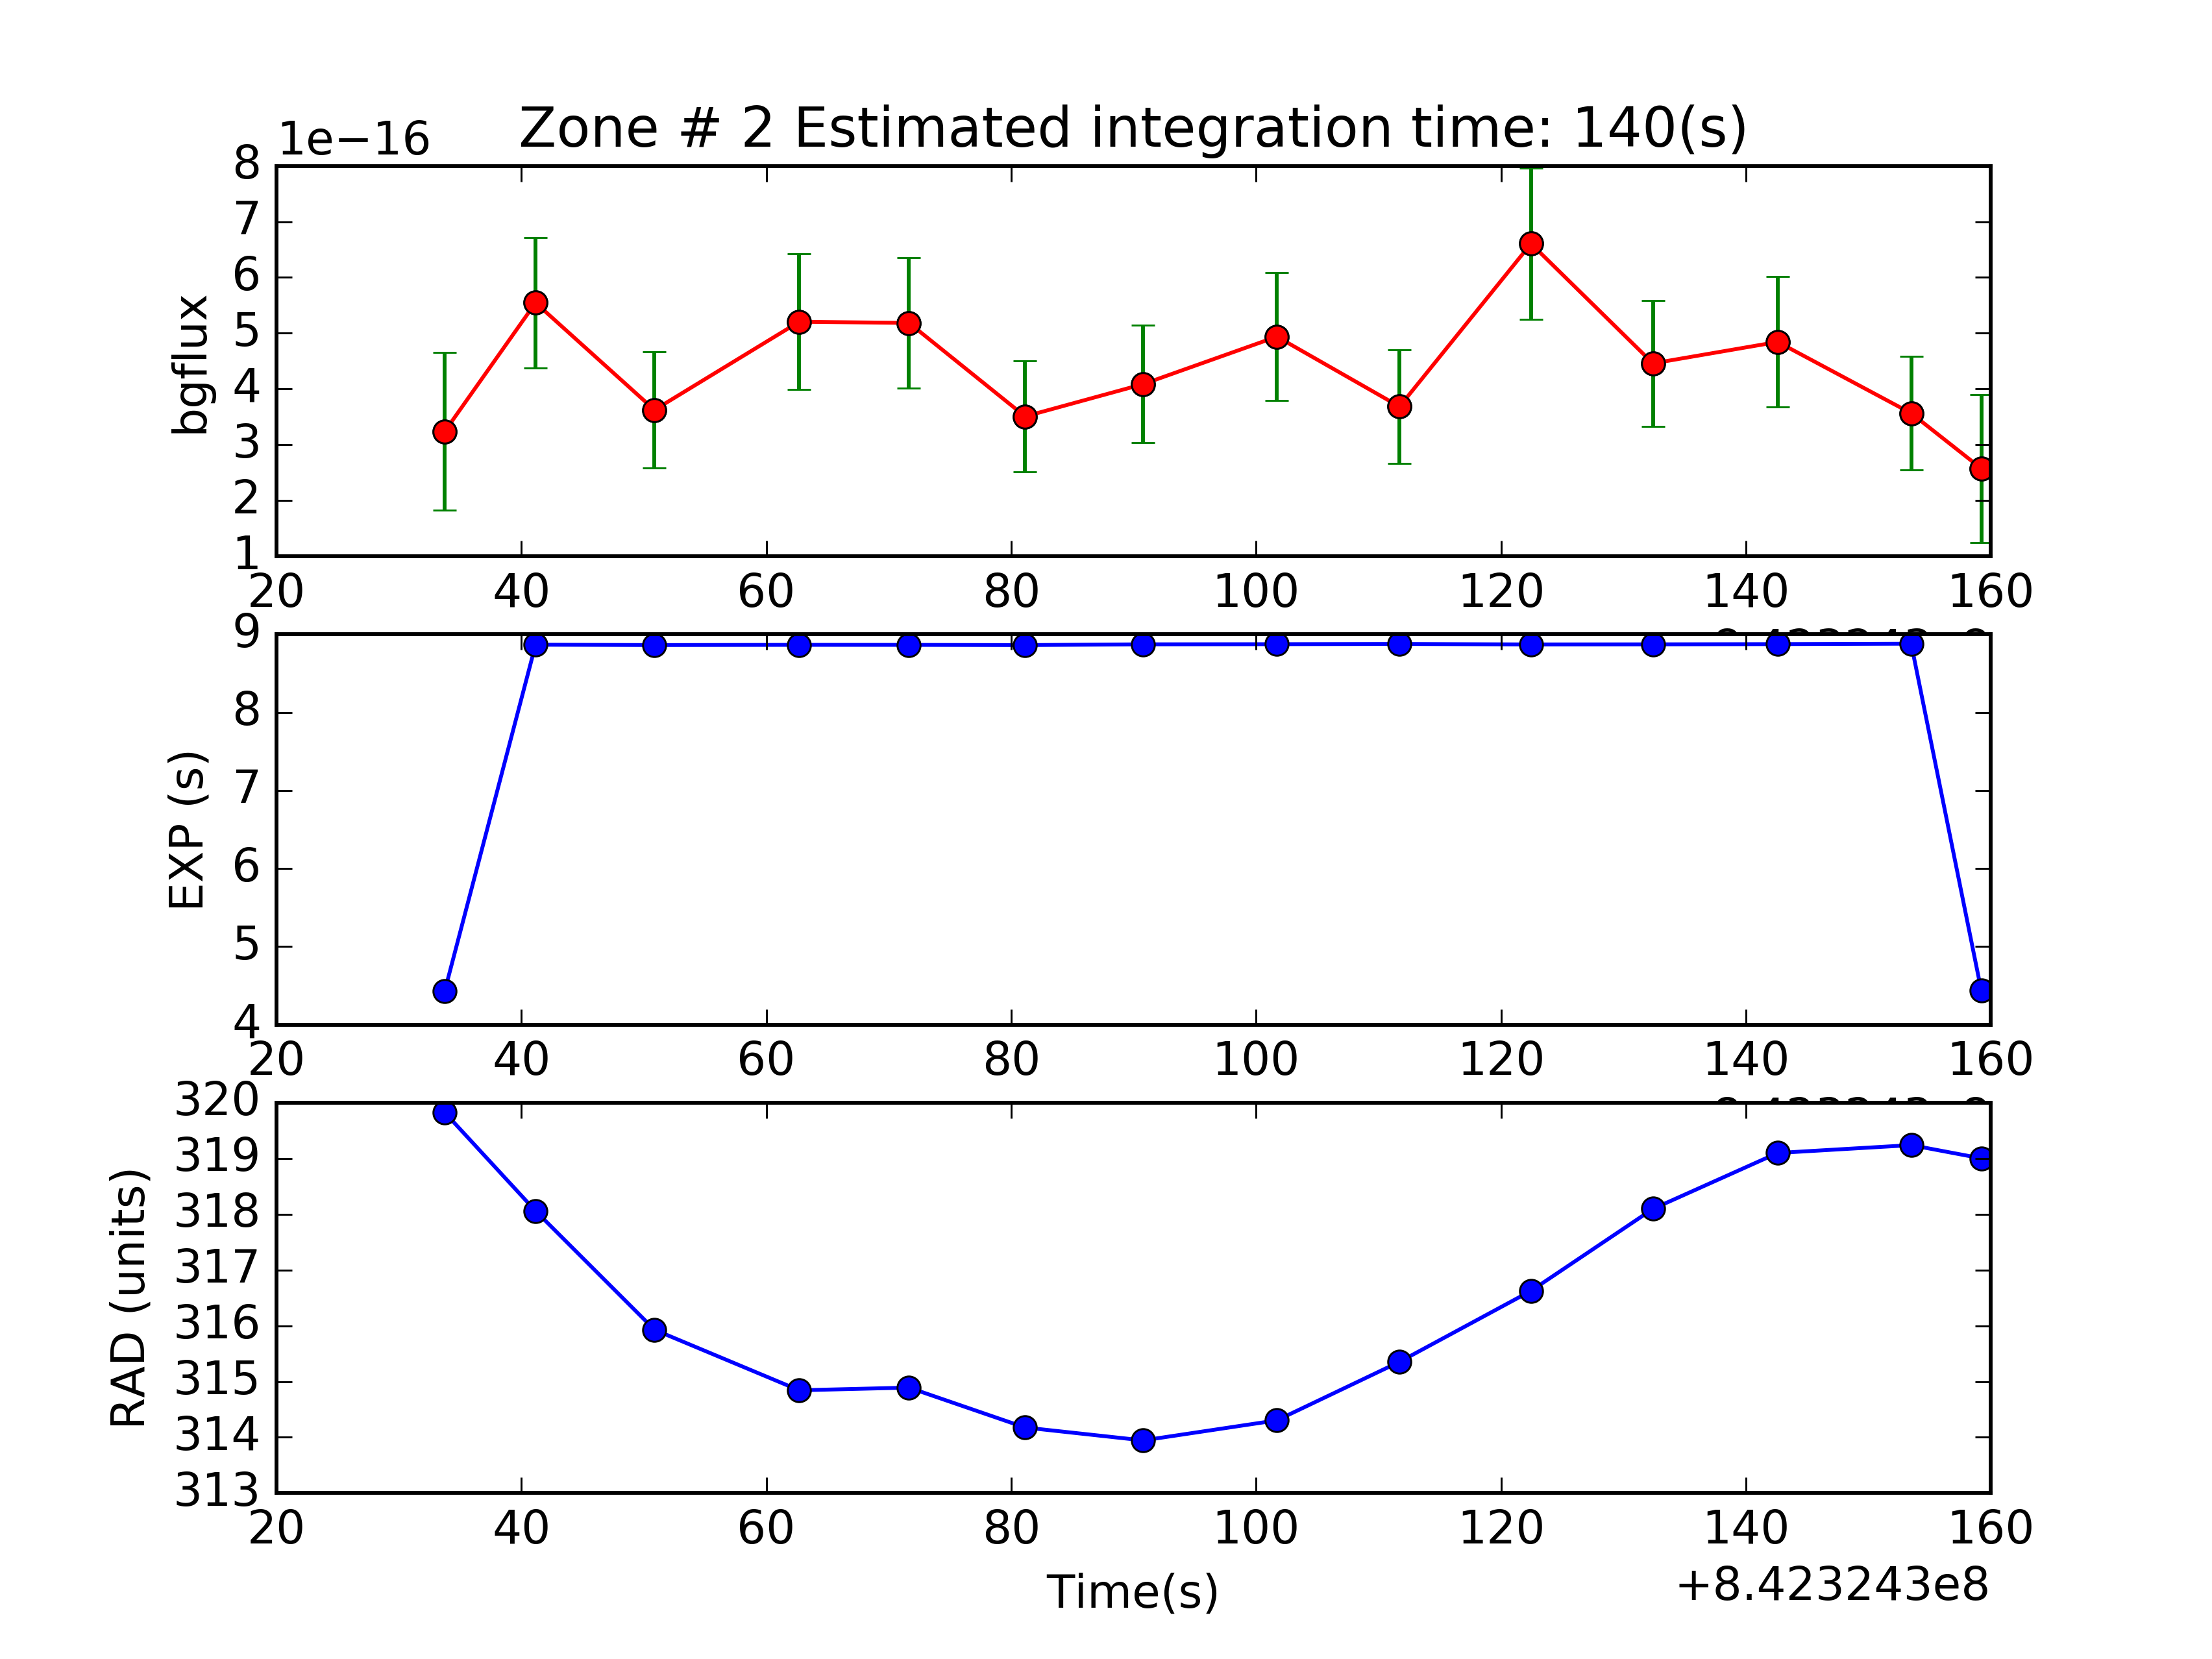 Zone # 2 Estimated integration time: 140(s)
1e−16
8
7
6
5
4
3
2
1
bgflux
20 40 60 80 100 120 140 160
9
8
7
6
5
4
EXP (s)
20 40 60 80 100 120 140 160
320
319
318
317
316
315
314
313
RAD (units)
20 40 60 80 100 120 140 160
Time(s)
+8.423243e8